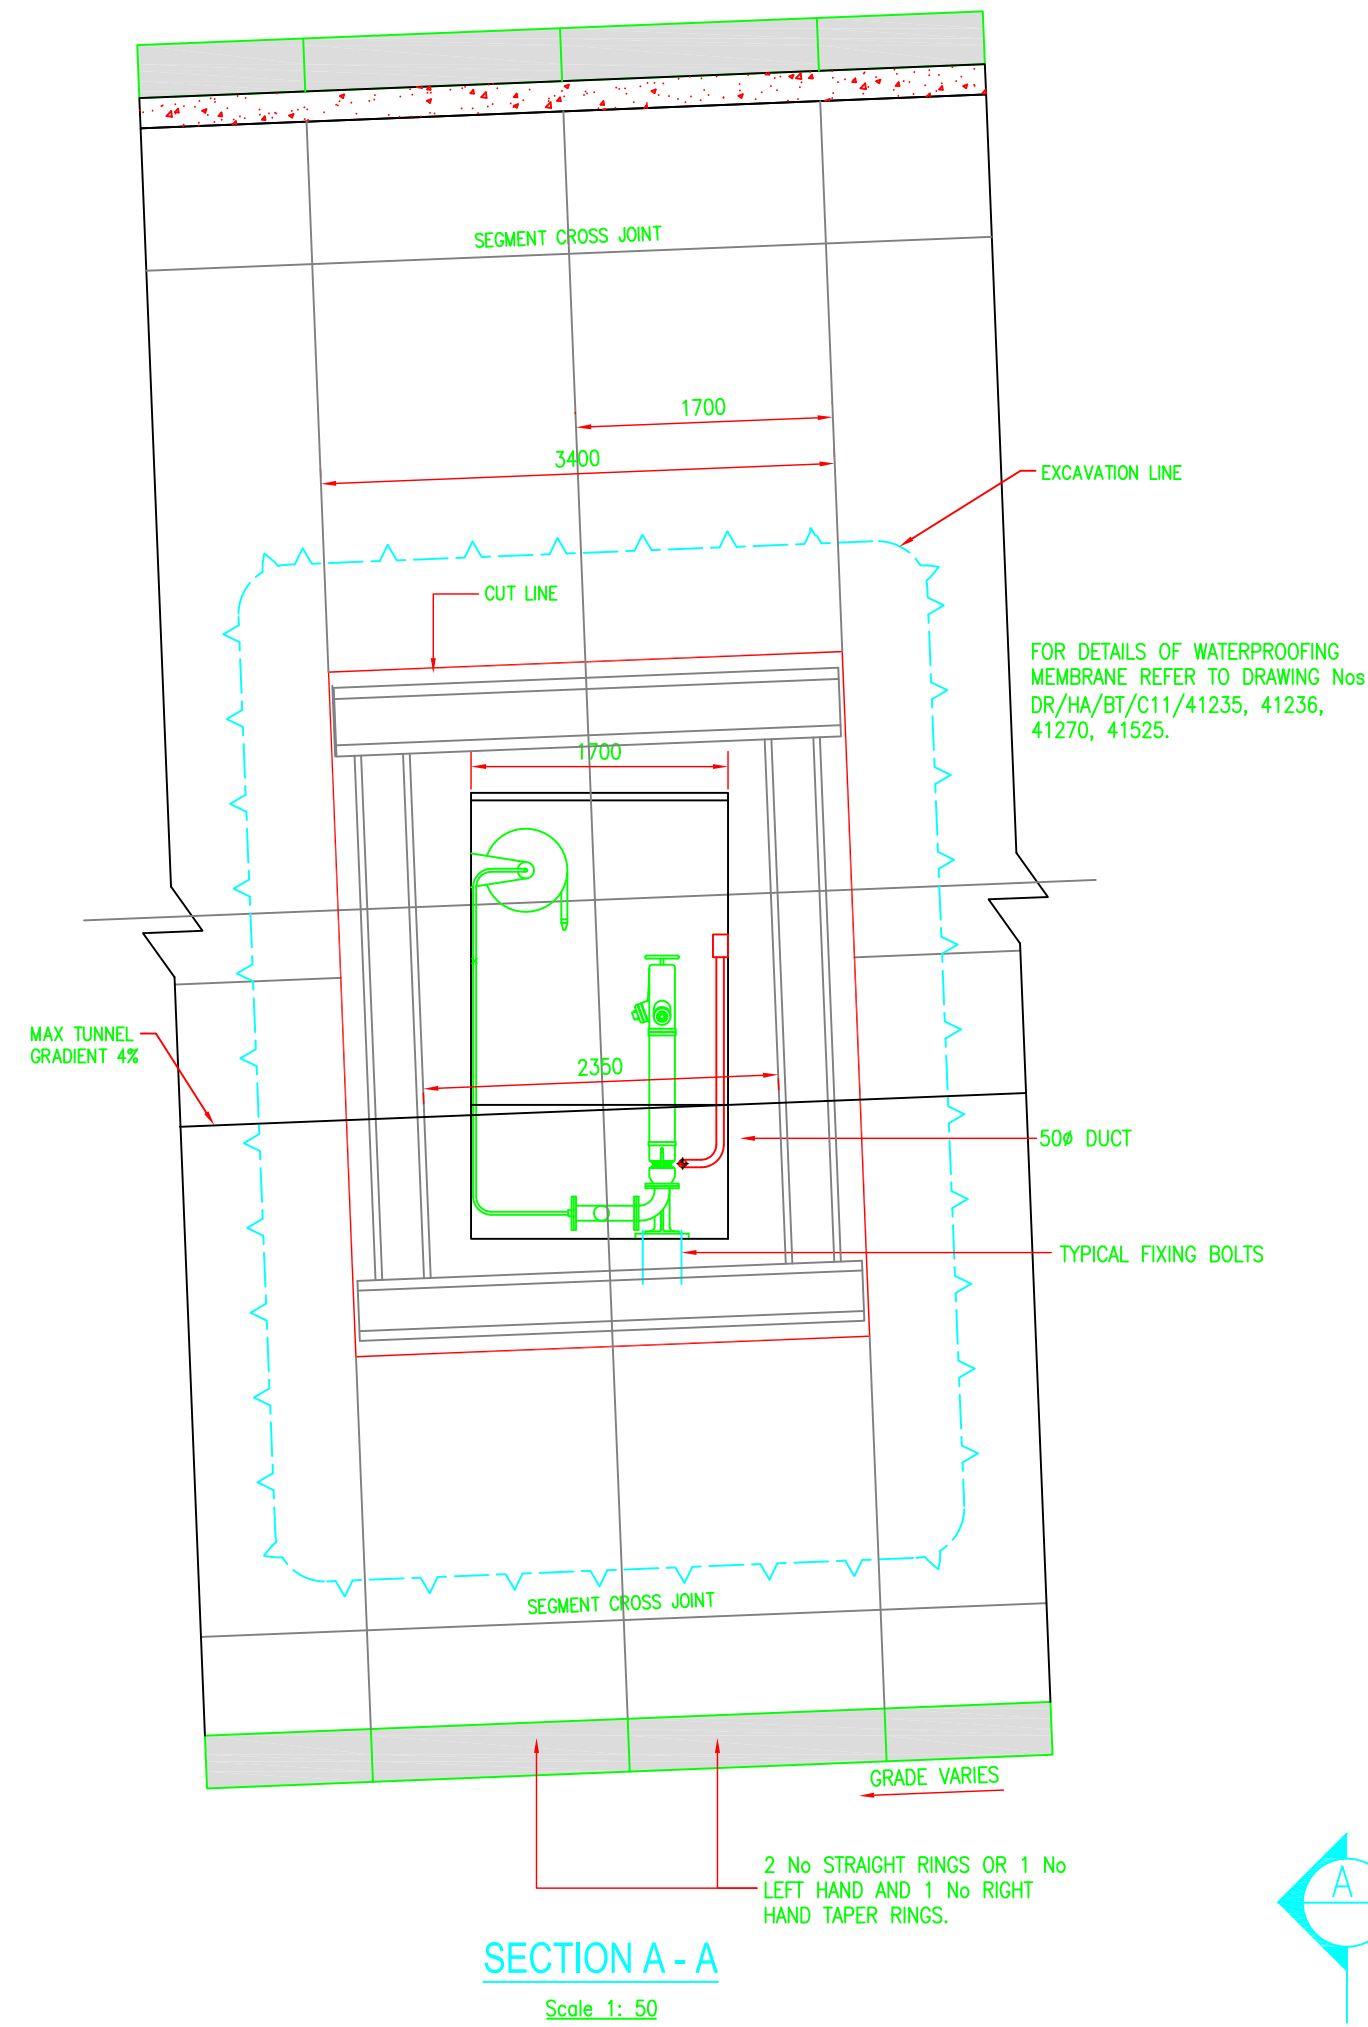 SEGMENT CROSS JOINT
1700
3400
EXCAVATION LINE
CUT LINE
FOR DETAILS OF WATERPROOFING
MEMBRANE REFER TO DRAWING Nos
DR/HA/BT/C11/41235, 41236,
41270, 41525.
1700
MAX TUNNEL
GRADIENT 4%
2350
50ø DUCT
TYPICAL FIXING BOLTS
SEGMENT CROSS JOINT
GRADE VARIES
2 No STRAIGHT RINGS OR 1 No
LEFT HAND AND 1 No RIGHT
HAND TAPER RINGS.
A
SECTION A - A
Scale 1: 50